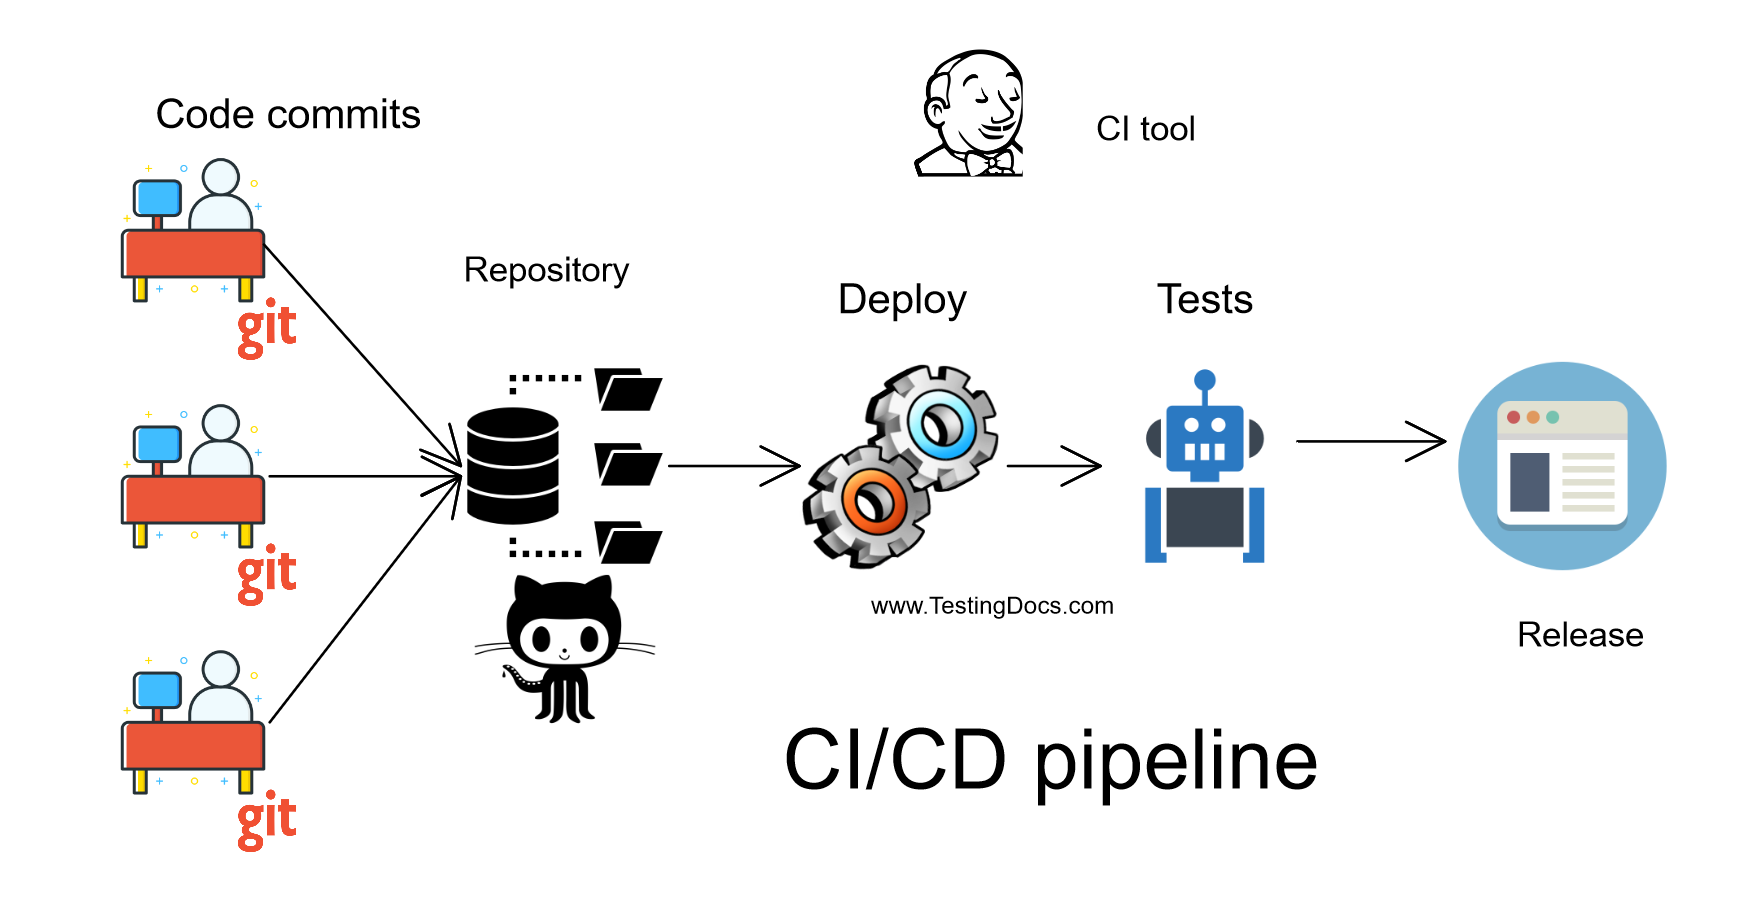 Code commits
CI tool
Repository
Deploy
Tests
git
git
www.TestingDocs.com
Release
CI/CD pipeline
git